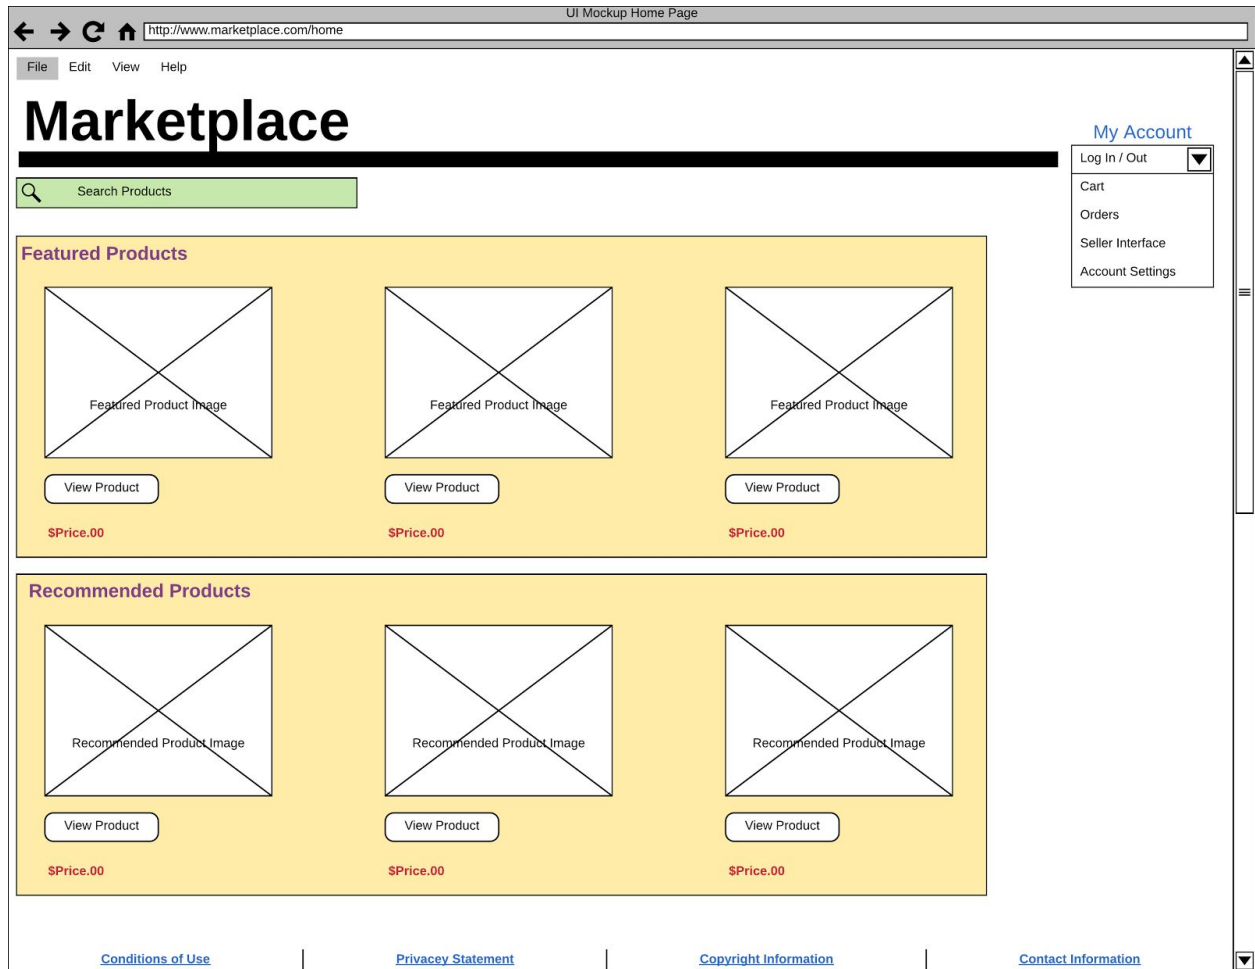 UI Mockup Home Page
http://www.marketplace.com/home
File Edit View Help
Marketplace
My Account
Log In / Out
Cart
Orders
Seller Interface
Account Settings
Search Products
Featured Products
Featured Product Image Featured Product Image Featured Product Image
View Product View Product View Product
$Price.00 $Price.00 $Price.00
Recommended Products
Recommended Product Image Recommended Product Image Recommended Product Image
View Product View Product View Product
$Price.00 $Price.00 $Price.00
Conditions of Use Privacey Statement Copyright Information Contact Information